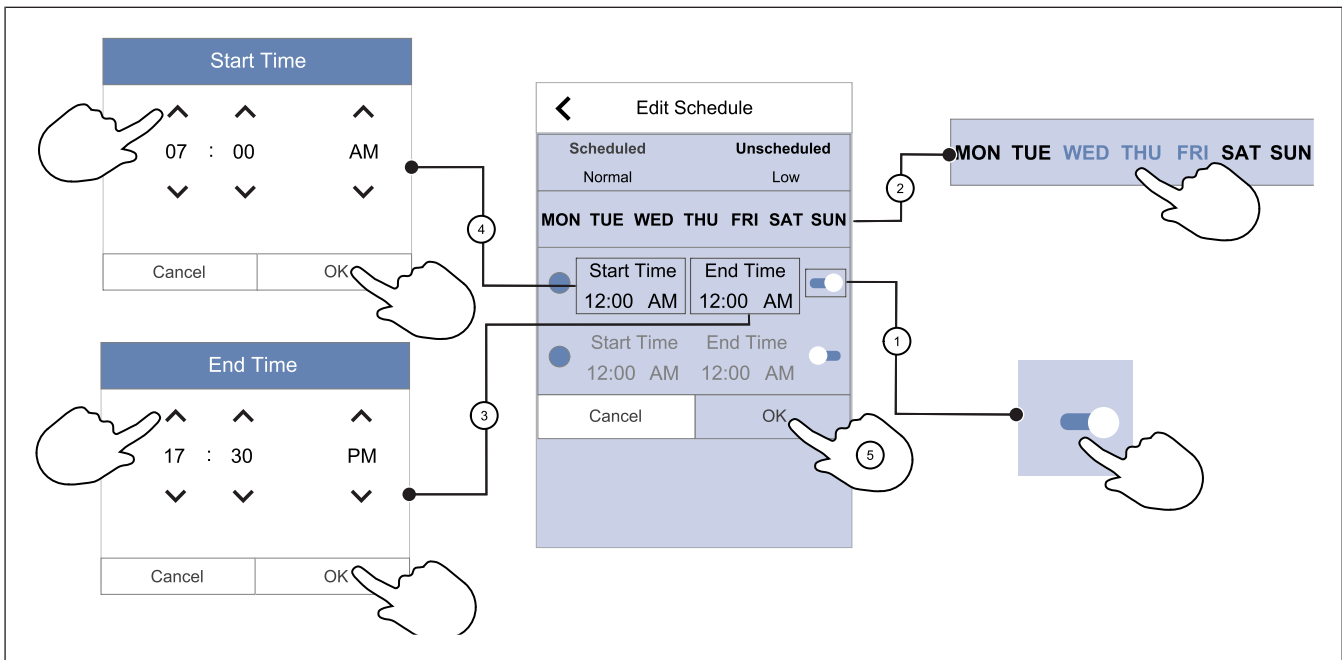 Start Time
07 : 00 AM
Cancel OK
4
End Time
17 : 30 PM
Cancel OK
3
Edit Schedule
Scheduled Unscheduled
Normal Low
MON TUE WED THU FRI SAT SUN
Start Time End Time
12:00 AM 12:00 AM
Start Time End Time
12:00 AM 12:00 AM
Cancel OK
5
2
MON TUE WED THU FRI SAT SUN
1